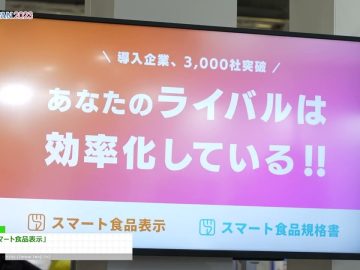 導入企業、3,000社突破
あなたのライバルは
効率化している!!
スマート食品表示
スマート食品規格書
マート食品表示」